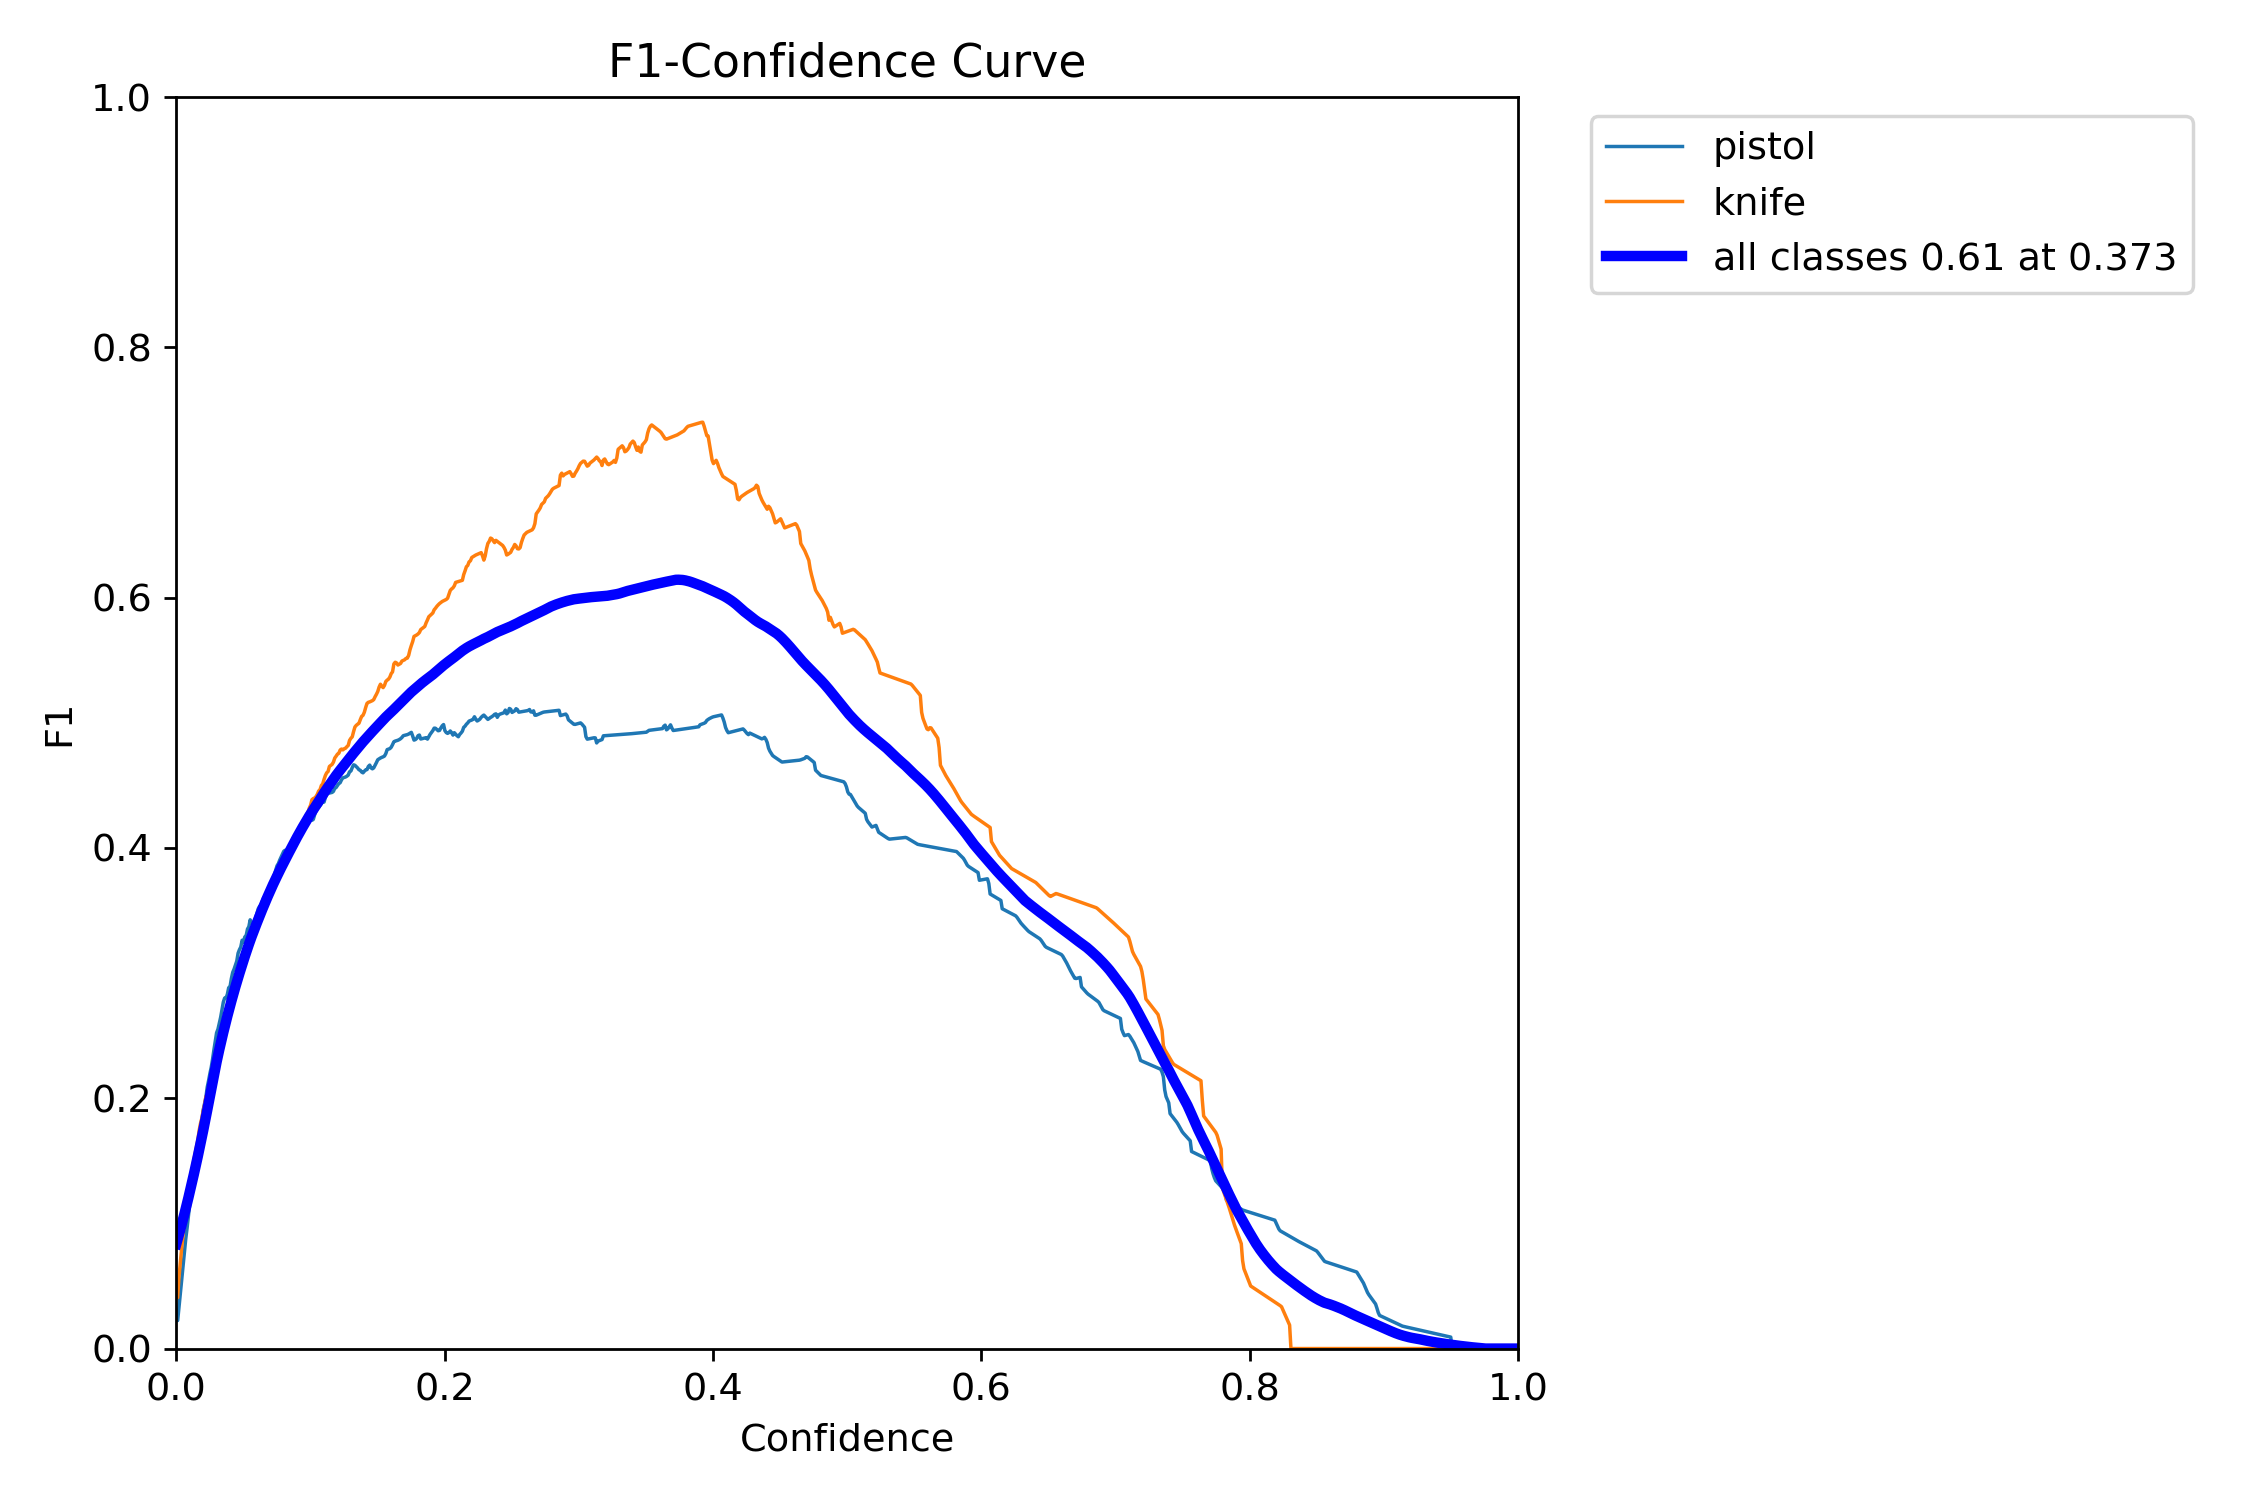 F1-Confidence Curve
1.0
0.8
0.6
0.4
0.2
0.0
F1
0.0 0.2 0.4 0.6 0.8 1.0
Confidence
pistol
knife
all classes 0.61 at 0.373